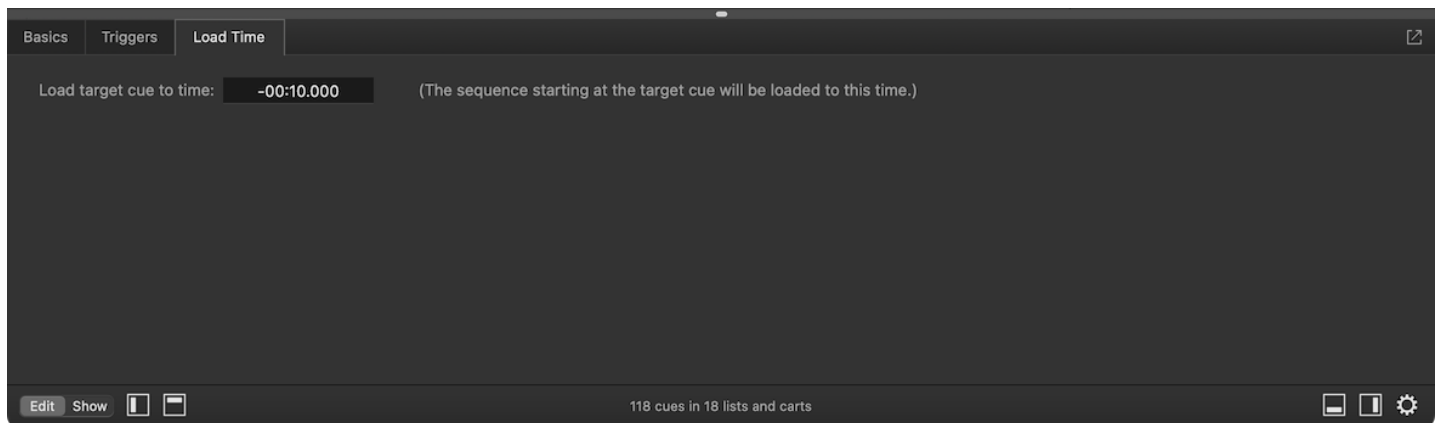 Basics Triggers Load Time
Load target cue to time: -00:10.000 (The sequence starting at the target cue will be loaded to this time.)
Edit Show 118 cues in 18 lists and carts